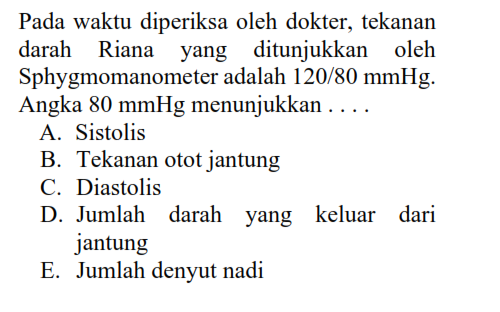 Pada waktu diperiksa oleh dokter, tekanan
darah Riana yang ditunjukkan oleh
Sphygmomanometer adalah 120/80 mmHg.
Angka 80 mmHg menunjukkan . . . .
A. Sistolis
B. Tekanan otot jantung
C. Diastolis
D. Jumlah darah yang keluar dari
jantung
E. Jumlah denyut nadi